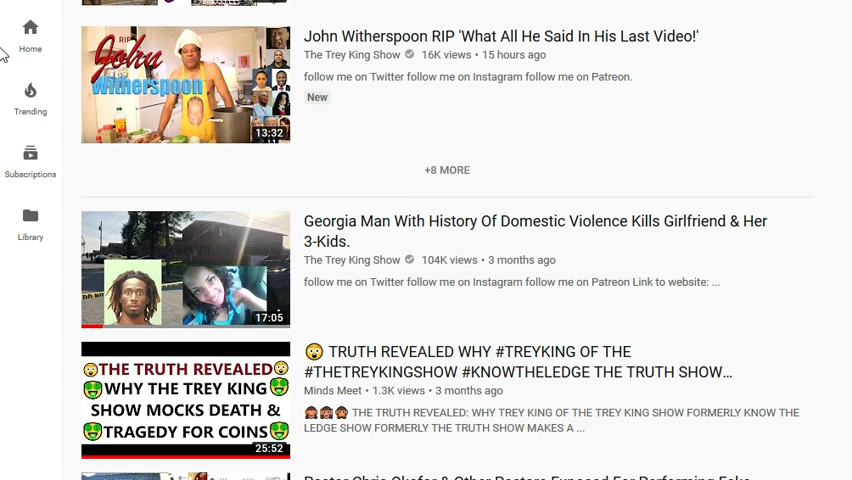 RIP
John
Witherspoon
13:32
John Witherspoon RIP 'What All He Said In His Last Video!'
The Trey King Show 16K views • 15 hours ago
follow me on Twitter follow me on Instagram follow me on Patreon.
New
Home
Trending
Subscriptions
Library
+8 MORE
17:05
Georgia Man With History Of Domestic Violence Kills Girlfriend & Her
3-Kids.
The Trey King Show 104K views • 3 months ago
follow me on Twitter follow me on Instagram follow me on Patreon Link to website: ...
THE TRUTH REVEALED
WHY THE TREY KING
SHOW MOCKS DEATH &
TRAGEDY FOR COINS
25:52
TRUTH REVEALED WHY #TREYKING OF THE
#THETREYKINGSHOW #KNOWTHELEDGE THE TRUTH SHOW…
Minds Meet • 1.3K views • 3 months ago
THE TRUTH REVEALED: WHY TREY KING OF THE TREY KING SHOW FORMERLY KNOW THE
LEDGE SHOW FORMERLY THE TRUTH SHOW MAKES A ...